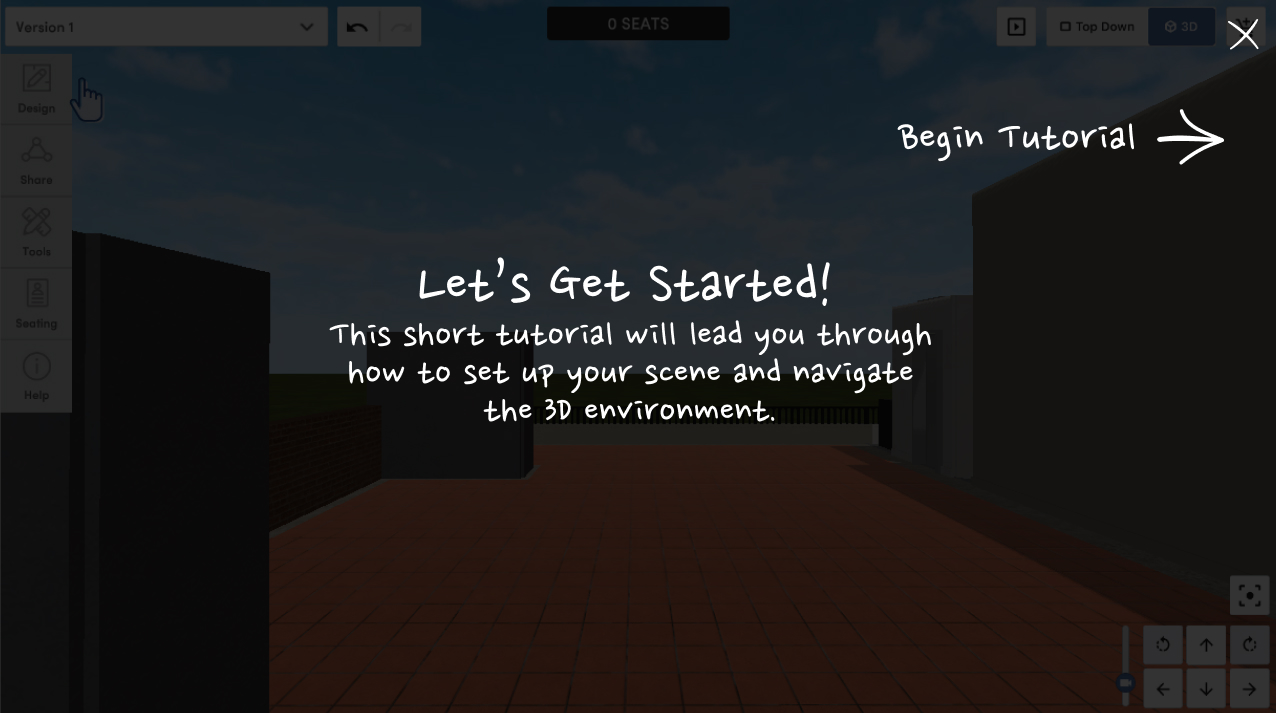 Version 1
0 SEATS
Top Down
3D
Design
Begin Tutorial
Share
Tools
Let's Get Started!
Seating
This short tutorial will lead you through
how to set up your scene and navigate
the 3D environment.
Help